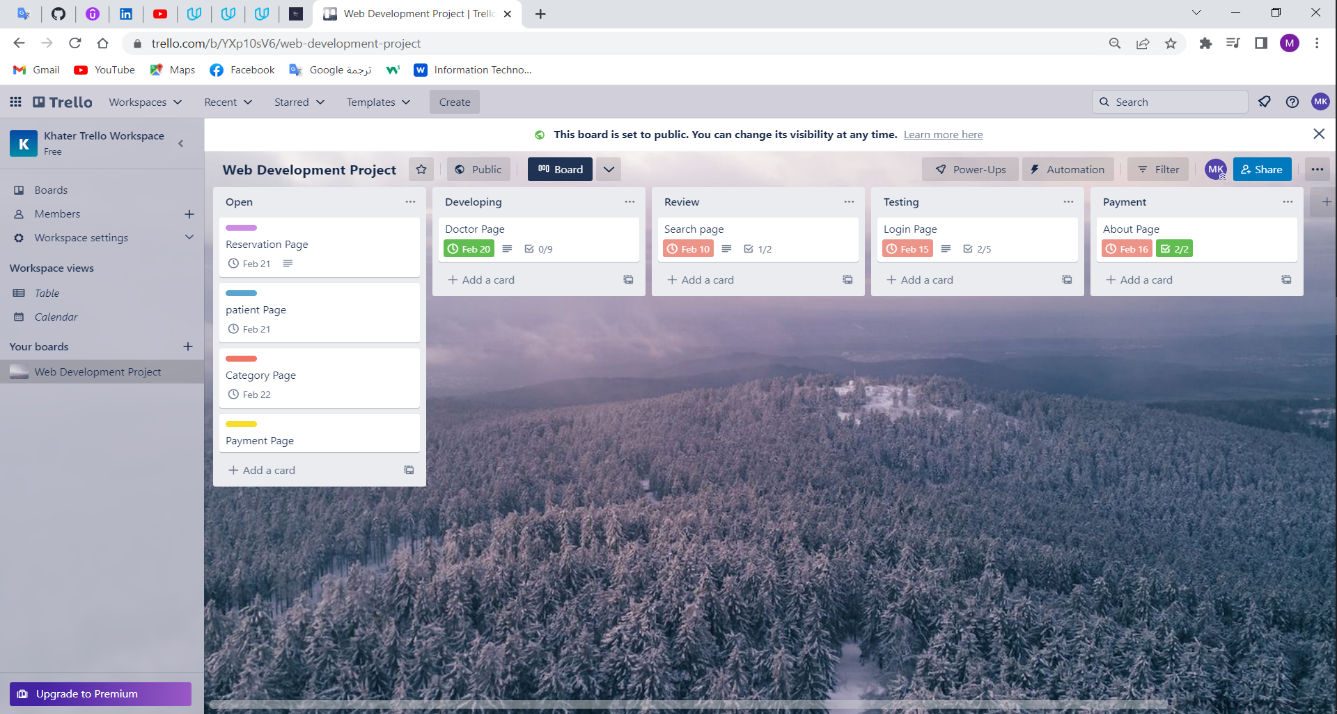 Web Development Project | Trello
trello.com/b/YXp10sV6/web-development-project
M
Gmail YouTube Maps Facebook Google ترجمة Information Techno...
Trello Workspaces Recent Starred Templates Create Search MK
K Khater Trello Workspace
Free
This board is set to public. You can change its visibility at any time. Learn more here
Web Development Project Public Board Power-Ups Automation Filter MK Share
Boards
Members
Workspace settings
Workspace views
Table
Calendar
Your boards
Web Development Project
Upgrade to Premium
Open
Reservation Page
Feb 21
patient Page
Feb 21
Category Page
Feb 22
Payment Page
+ Add a card
Developing
Doctor Page
Feb 20 0/9
+ Add a card
Review
Search page
Feb 10 1/2
+ Add a card
Testing
Login Page
Feb 15 2/5
+ Add a card
Payment
About Page
Feb 16 2/2
+ Add a card